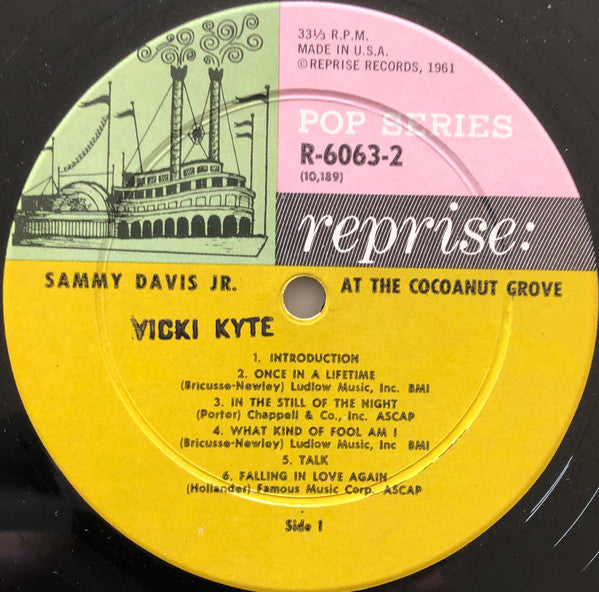 33⅓ R.P.M.
MADE IN U.S.A.
©REPRISE RECORDS, 1961
POP SERIES
R-6063-2
(10,189)
reprise:
SAMMY DAVIS JR. AT THE COCOANUT GROVE
VICKI KYTE
1. INTRODUCTION
2. ONCE IN A LIFETIME
(Bricusse-Newley) Ludlow Music, Inc. BMI
3. IN THE STILL OF THE NIGHT
(Porter) Chappell & Co., Inc. ASCAP
4. WHAT KIND OF FOOL AM I
(Bricusse-Newley) Ludlow Music, Inc BMI
5. TALK
6. FALLING IN LOVE AGAIN
(Hollander) Famous Music Corp. ASCAP
Side 1